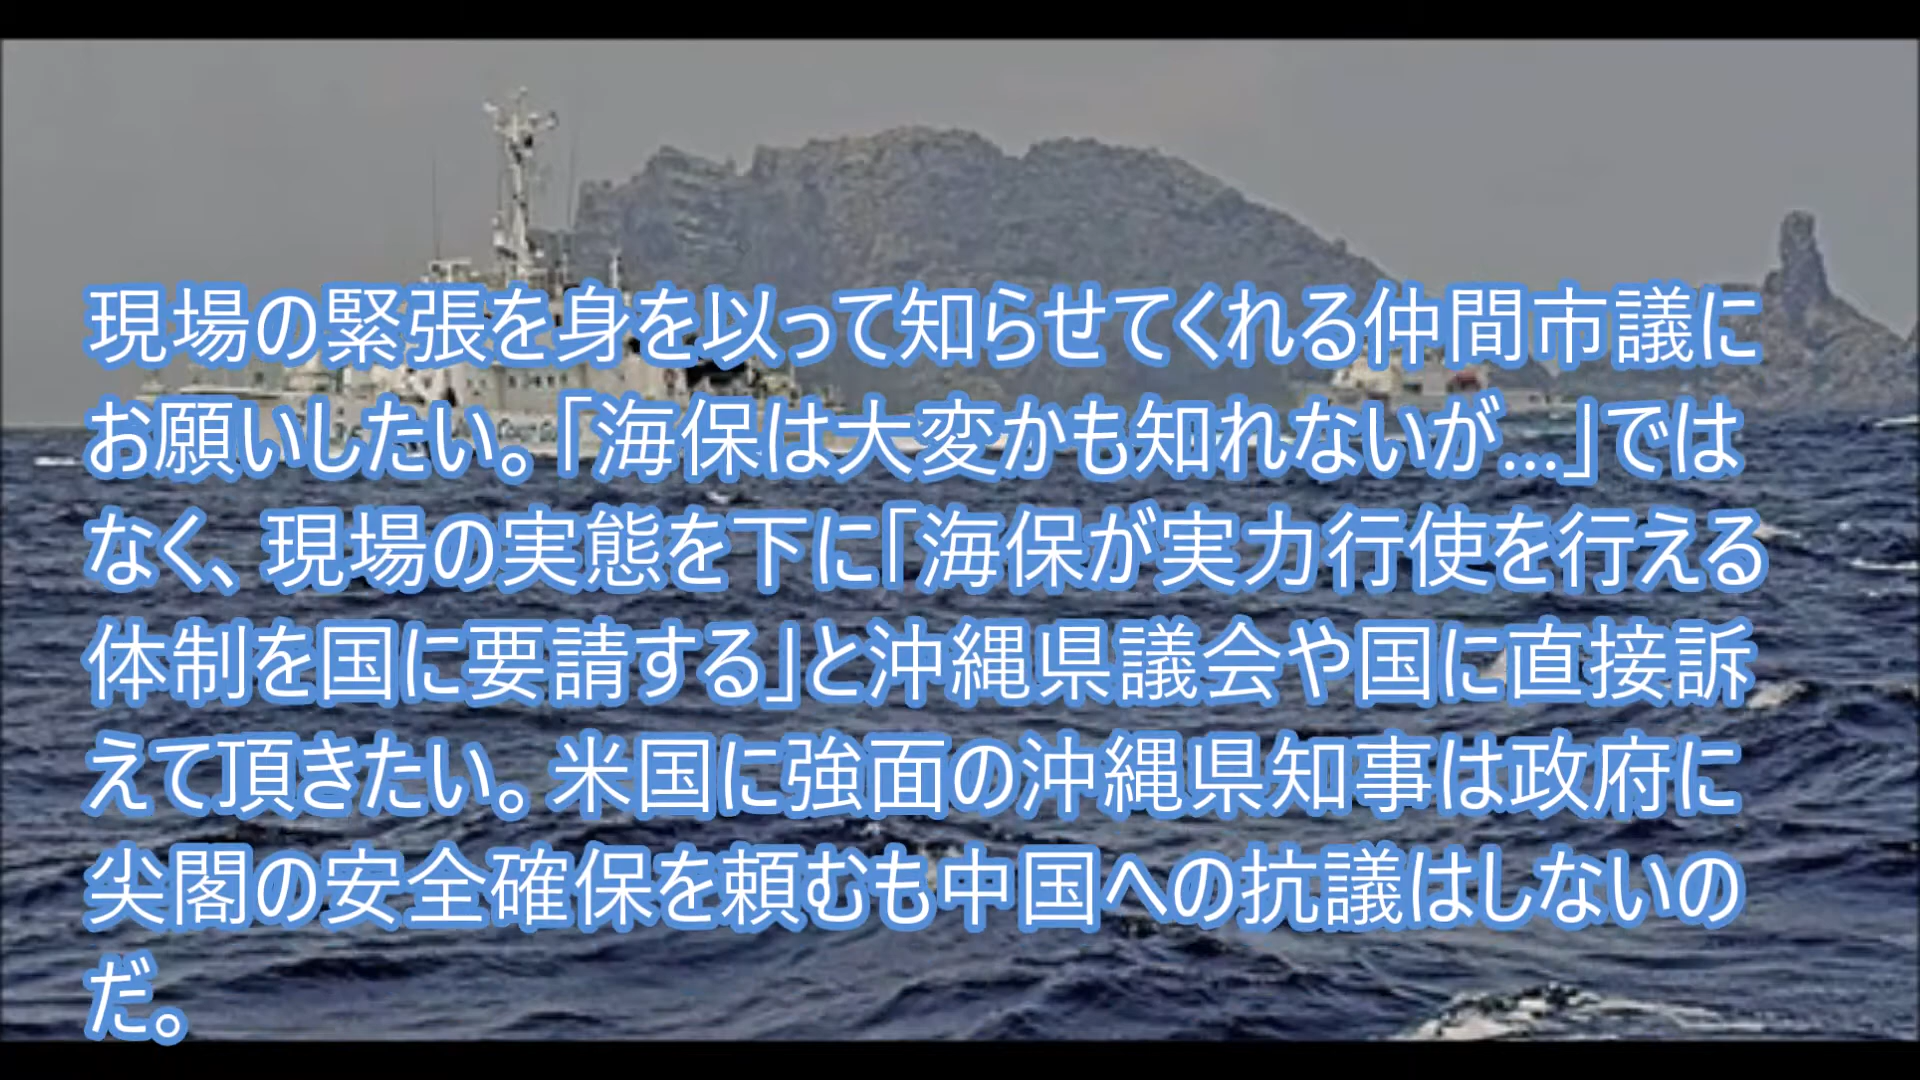 現場の緊張を身を以って知らせてくれる仲間市議に
お願いしたい。「海保は大変かも知れないが…」では
なく、現場の実態を下に「海保が実力行使を行える
体制を国に要請する」と沖縄県議会や国に直接訴
えて頂きたい。米国に強面の沖縄県知事は政府に
尖閣の安全確保を頼むも中国への抗議はしないの
だ。